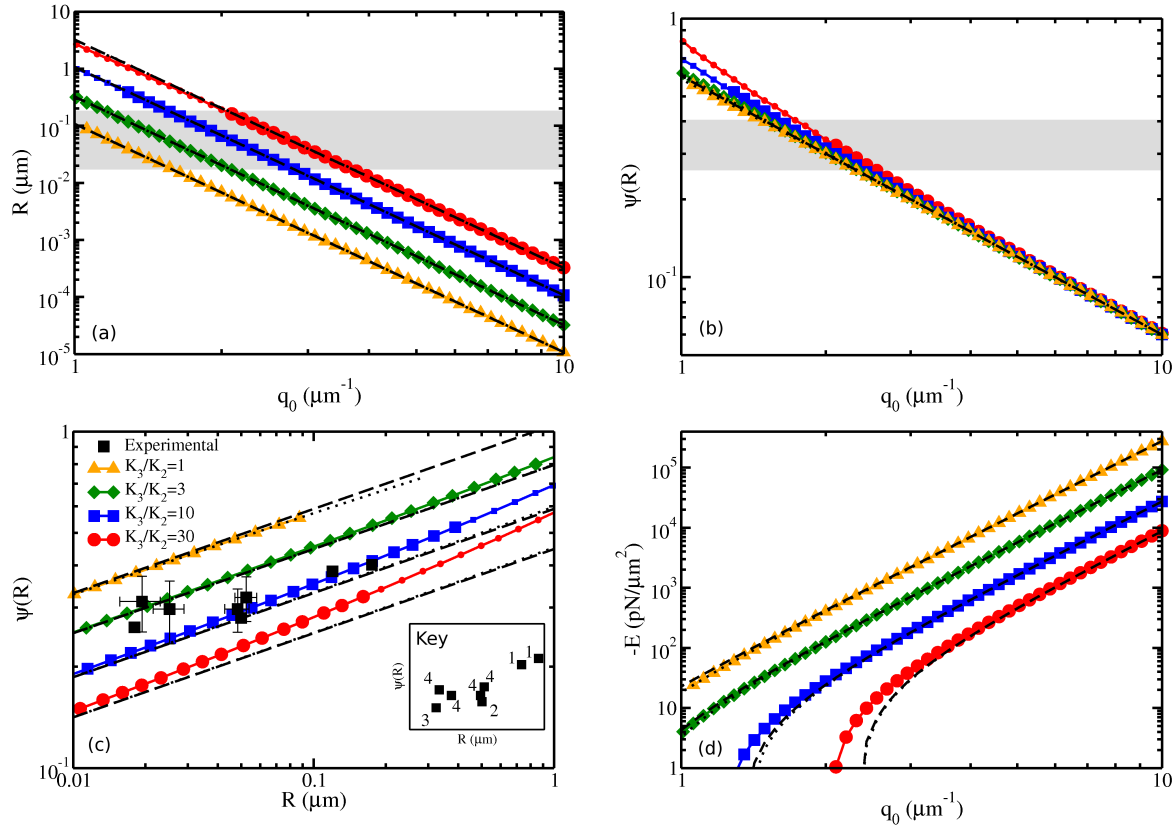 10
1
10⁻¹
10⁻²
10⁻³
10⁻⁴
10⁻⁵
R (μm)
(a)
1
10
q₀ (μm⁻¹)
1
10⁻¹
ψ(R)
(b)
1
10
q₀ (μm⁻¹)
1
10⁻¹
ψ(R)
Experimental
K₃/K₂=1
K₃/K₂=3
K₃/K₂=10
K₃/K₂=30
Key
ψ(R)
1 1
4
4
4
4
3
2
R (μm)
(c)
0.01
0.1
1
R (μm)
10⁵
10⁴
10³
10²
10
1
-E (pN/μm²)
(d)
1
10
q₀ (μm⁻¹)